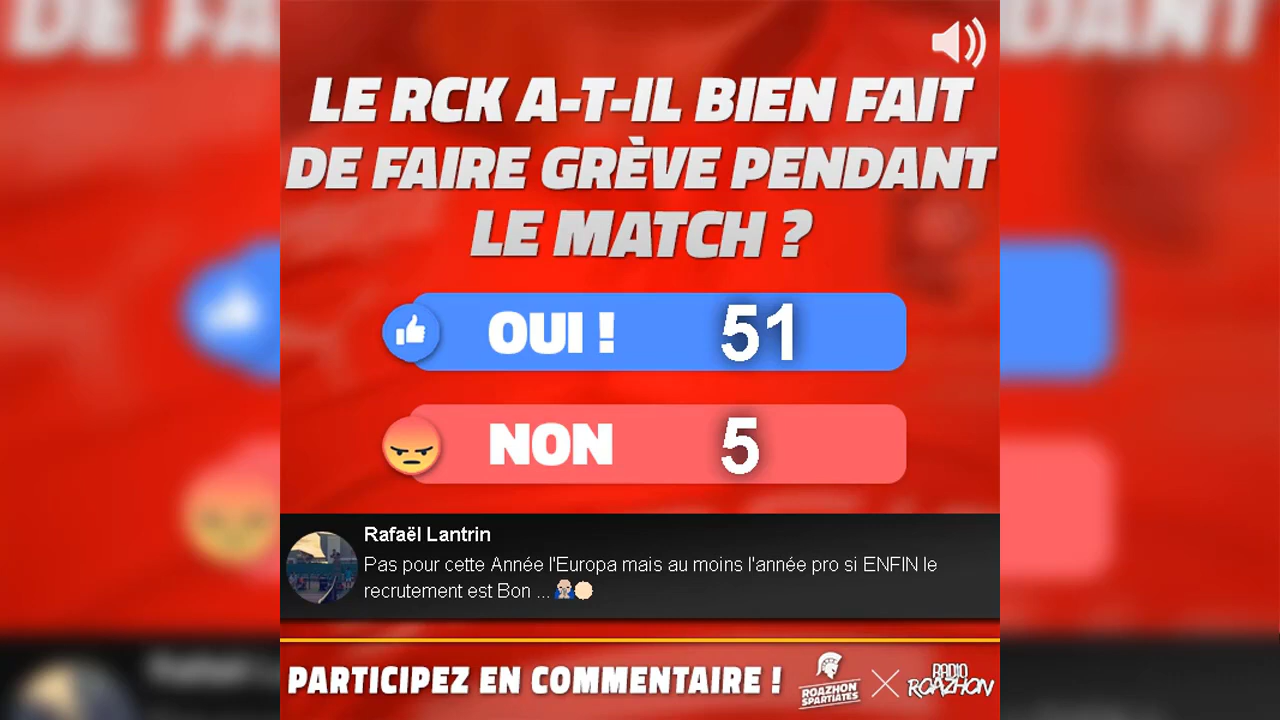 LE RCK A-T-IL BIEN FAIT
DE FAIRE GRÈVE PENDANT
LE MATCH ?
OUI ! 51
NON 5
Rafaël Lantrin
Pas pour cette Année l'Europa mais au moins l'année pro si ENFIN le
recrutement est Bon ...
PARTICIPEZ EN COMMENTAIRE !
ROAZHON
SPARTIATES
RADIO
ROAZHON